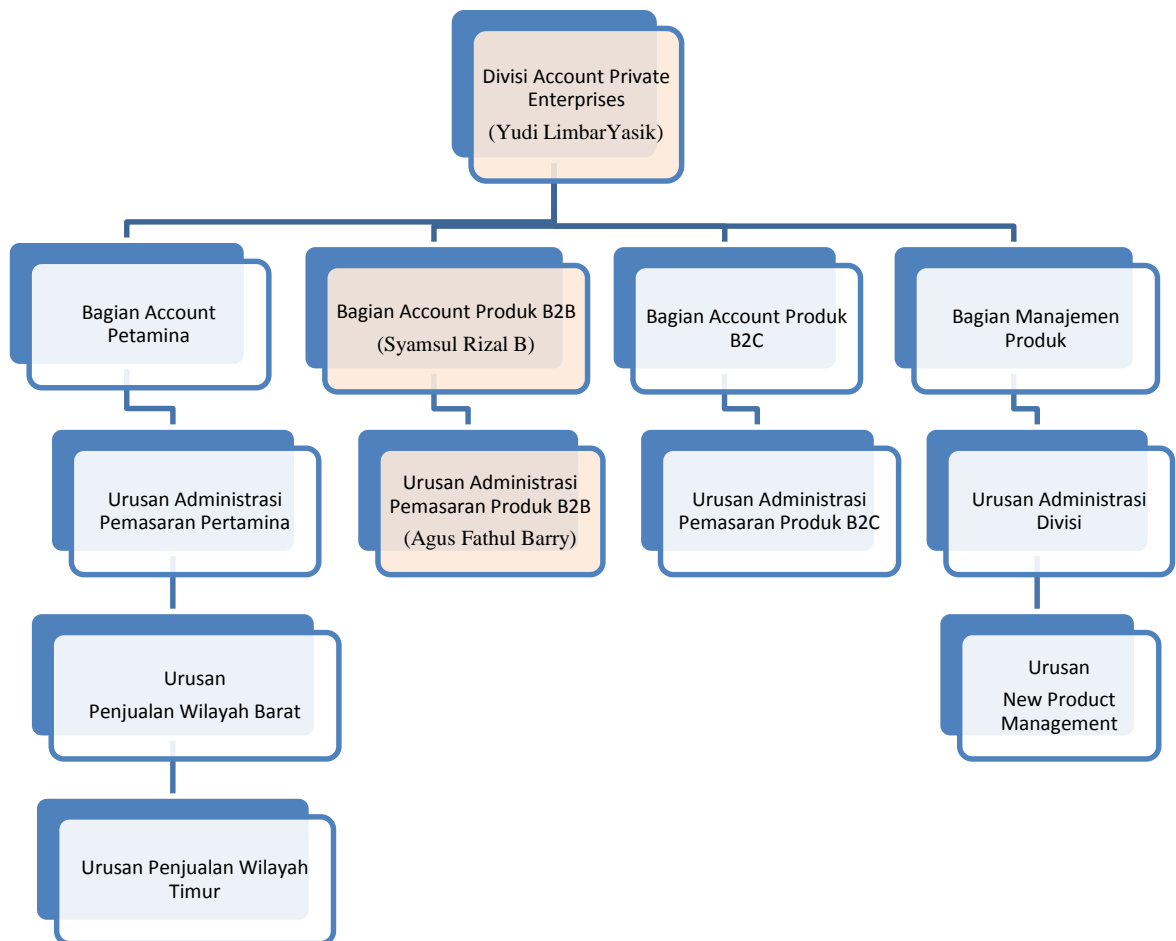 Divisi Account Private
Enterprises
(Yudi LimbarYasik)
Bagian Account
Petamina
Bagian Account Produk B2B
(Syamsul Rizal B)
Bagian Account Produk
B2C
Bagian Manajemen
Produk
Urusan Administrasi
Pemasaran Pertamina
Urusan Administrasi
Pemasaran Produk B2B
(Agus Fathul Barry)
Urusan Administrasi
Pemasaran Produk B2C
Urusan Administrasi
Divisi
Urusan
Penjualan Wilayah Barat
Urusan
New Product
Management
Urusan Penjualan Wilayah
Timur